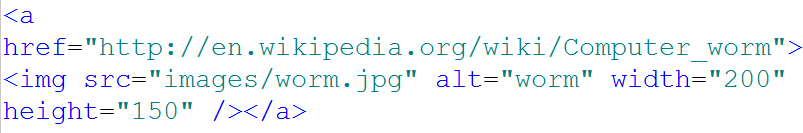 <a
href="http://en.wikipedia.org/wiki/Computer_worm">
<img src="images/worm.jpg" alt="worm" width="200"
height="150" /></a>